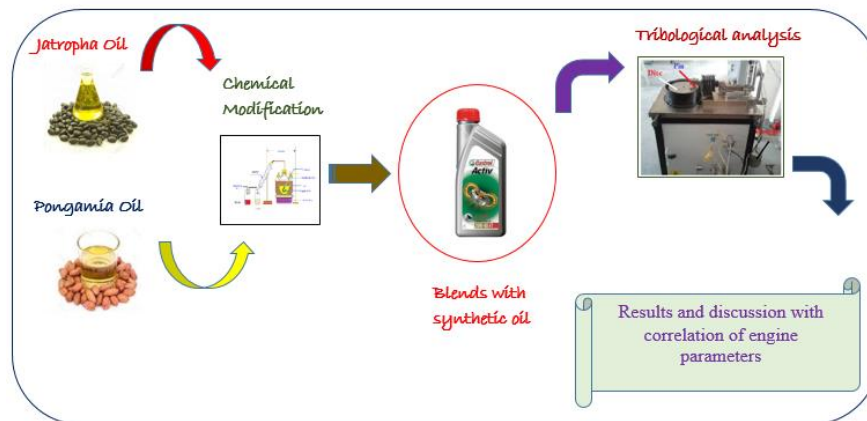 Jatropha Oil
Chemical
Modification
Pongamia Oil
Castrol
Activ
Blends with
synthetic oil
Tribological analysis
Disc
Pin
Results and discussion with
correlation of engine
parameters